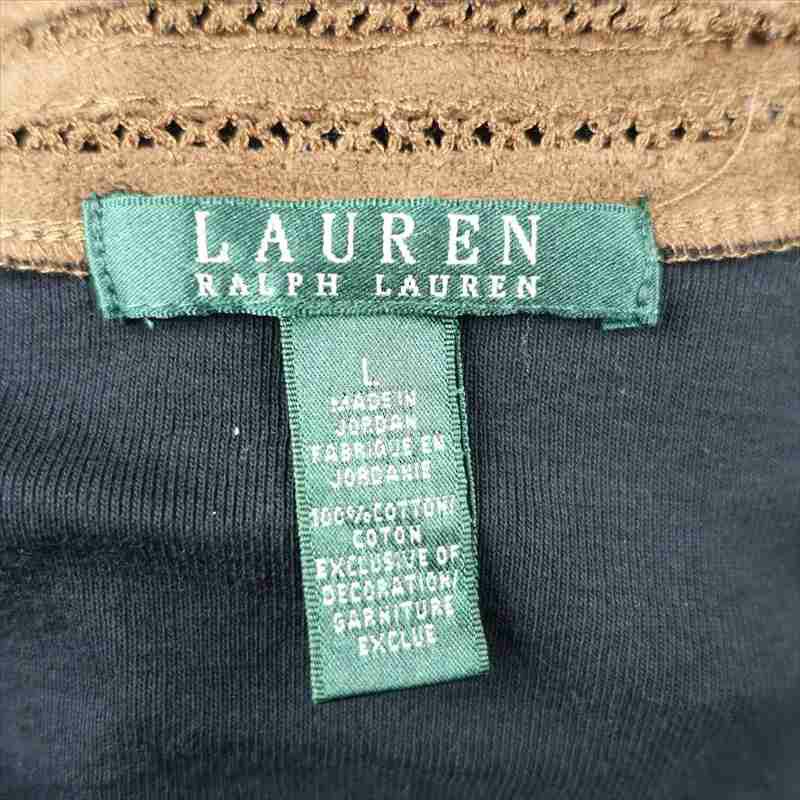 LAUREN
RALPH LAUREN
L
MADE IN
JORDAN
FABRIQUE EN
JORDANIE
100% COTTON/
COTON
EXCLUSIVE OF
DECORATION/
GARNITURE
EXCLUE